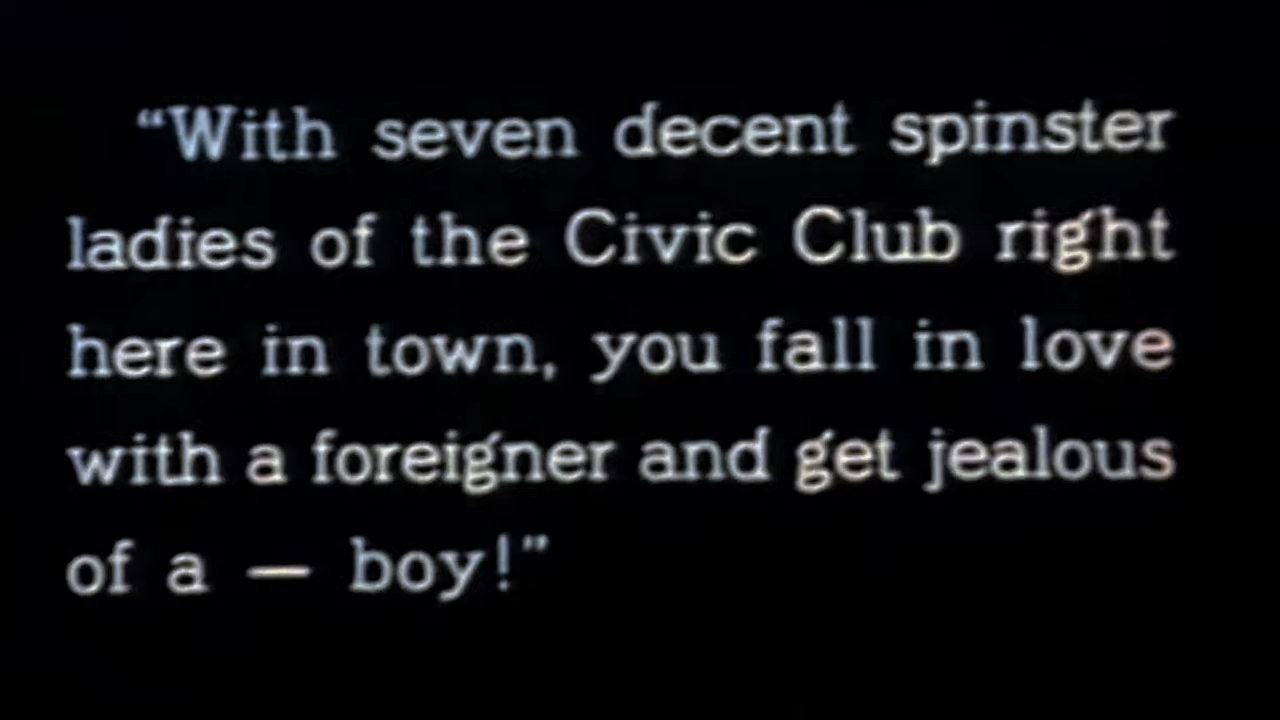 “With seven decent spinster
ladies of the Civic Club right
here in town, you fall in love
with a foreigner and get jealous
of a — boy!”